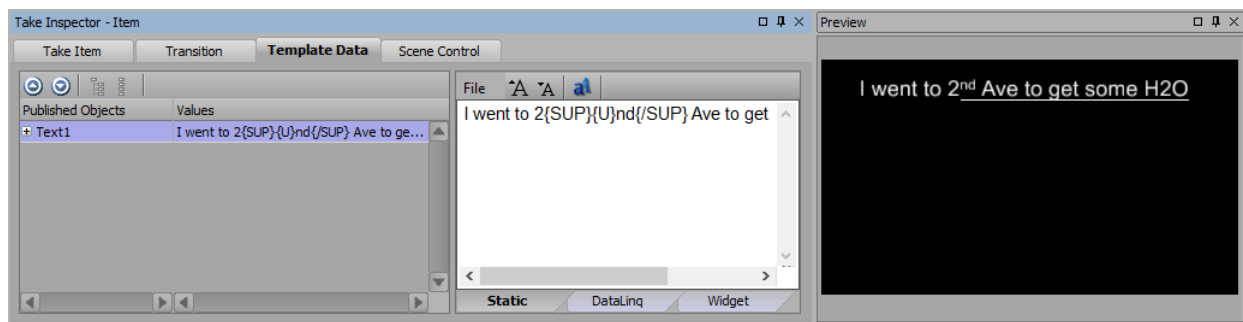 Take Inspector - Item
Take Item
Transition
Template Data
Scene Control
Published Objects
Values
Text1
I went to 2{SUP}{U}nd{/SUP} Ave to ge...
File
A
A
al
I went to 2{SUP}{U}nd{/SUP} Ave to get
Static
DataLinq
Widget
Preview
I went to 2nd Ave to get some H2O